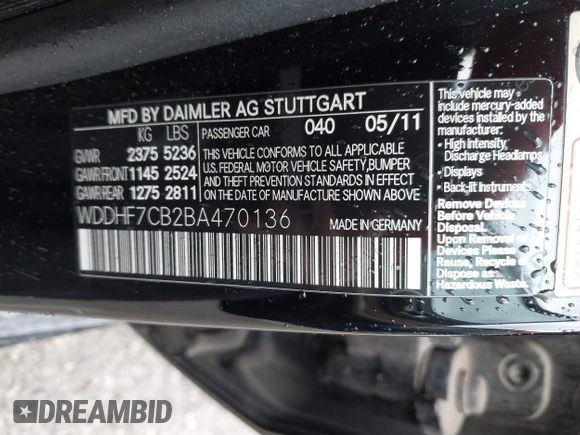 MFD BY DAIMLER AG STUTTGART
KG LBS
GVWR 2375 5236
GAWR FRONT 1145 2524
GAWR REAR 1275 2811
PASSENGER CAR 040 05/11
THIS VEHICLE CONFORMS TO ALL APPLICABLE
U.S. FEDERAL MOTOR VEHICLE SAFETY, BUMPER
AND THEFT PREVENTION STANDARDS IN EFFECT
ON THE DATE OF MANUFACTURE SHOWN ABOVE.
WDDHF7CB2BA470136
MADE IN GERMANY
This vehicle may
include mercury-added
devices installed by
the manufacturer:
• High Intensity,
Discharge Headlamps
• Displays
• Instrument
Remove Devices
Before Vehicle
Disposal
Upon Removal of
Devices Please
Reuse, Recycle or
Dispose as
Hazardous Waste.
DREAMBID